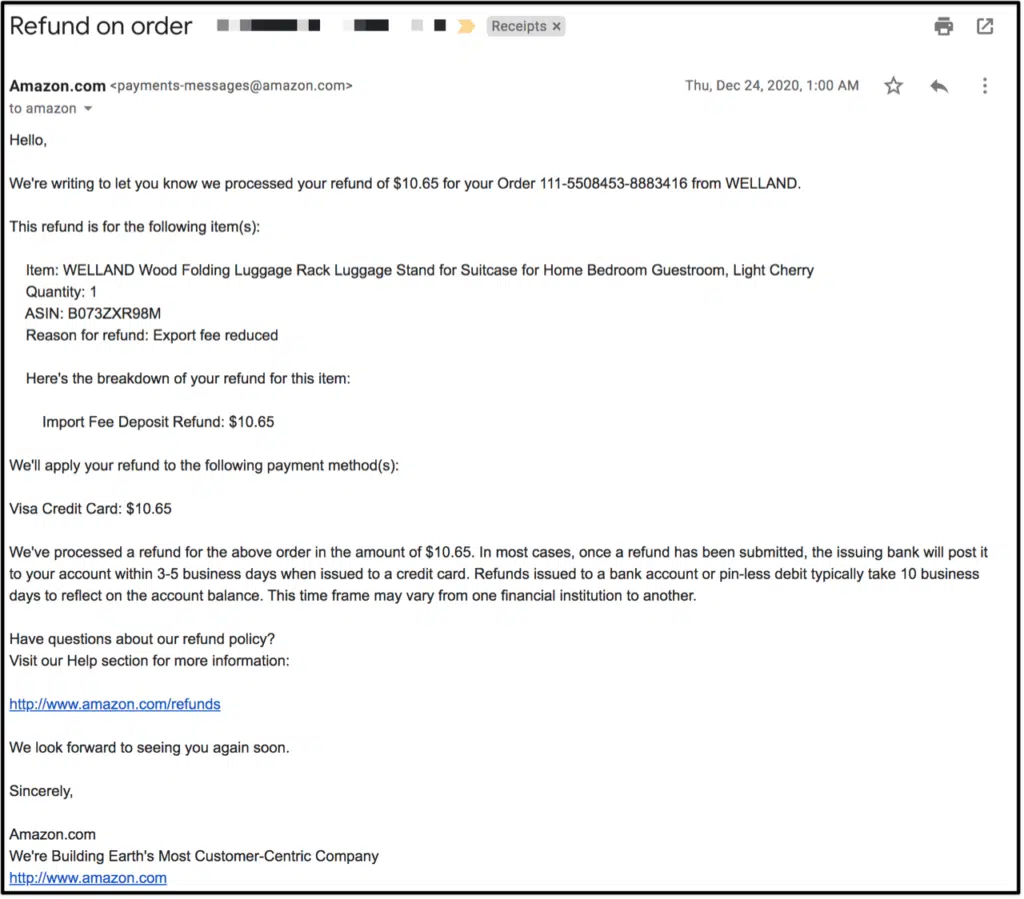 Refund on order
Receipts ×
Amazon.com <payments-messages@amazon.com>
Thu, Dec 24, 2020, 1:00 AM
to amazon
Hello,
We're writing to let you know we processed your refund of $10.65 for your Order 111-5508453-8883416 from WELLAND.
This refund is for the following item(s):
Item: WELLAND Wood Folding Luggage Rack Luggage Stand for Suitcase for Home Bedroom Guestroom, Light Cherry
Quantity: 1
ASIN: B073ZXR98M
Reason for refund: Export fee reduced
Here's the breakdown of your refund for this item:
Import Fee Deposit Refund: $10.65
We'll apply your refund to the following payment method(s):
Visa Credit Card: $10.65
We've processed a refund for the above order in the amount of $10.65. In most cases, once a refund has been submitted, the issuing bank will post it
to your account within 3-5 business days when issued to a credit card. Refunds issued to a bank account or pin-less debit typically take 10 business
days to reflect on the account balance. This time frame may vary from one financial institution to another.
Have questions about our refund policy?
Visit our Help section for more information:
http://www.amazon.com/refunds
We look forward to seeing you again soon.
Sincerely,
Amazon.com
We're Building Earth's Most Customer-Centric Company
http://www.amazon.com